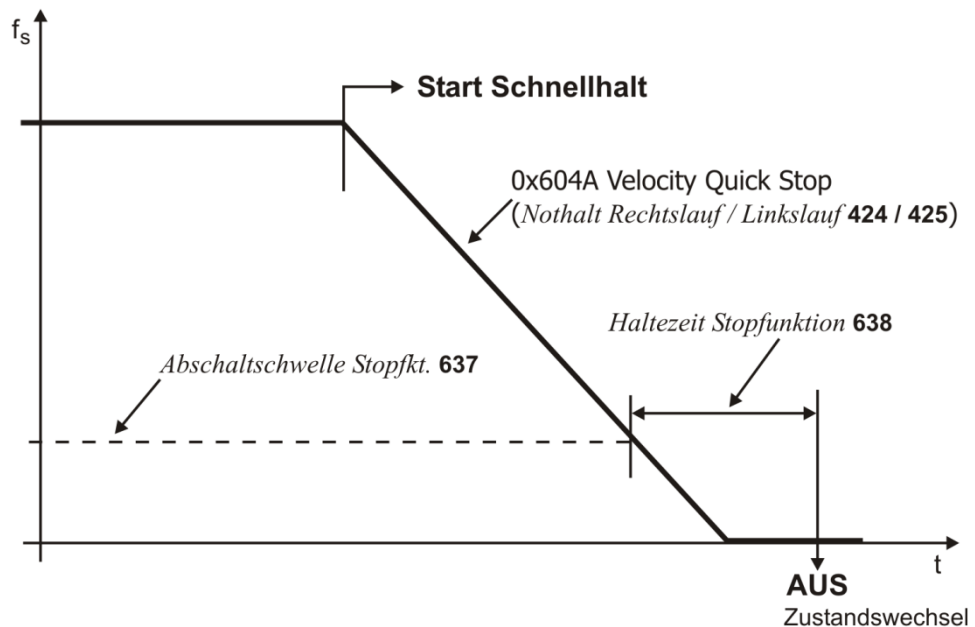 fs
Start Schnellhalt
0x604A Velocity Quick Stop
(Nothalt Rechtslauf / Linkslauf 424 / 425)
Haltezeit Stopfunktion 638
Abschaltschwelle Stopfkt. 637
t
AUS
Zustandswechsel